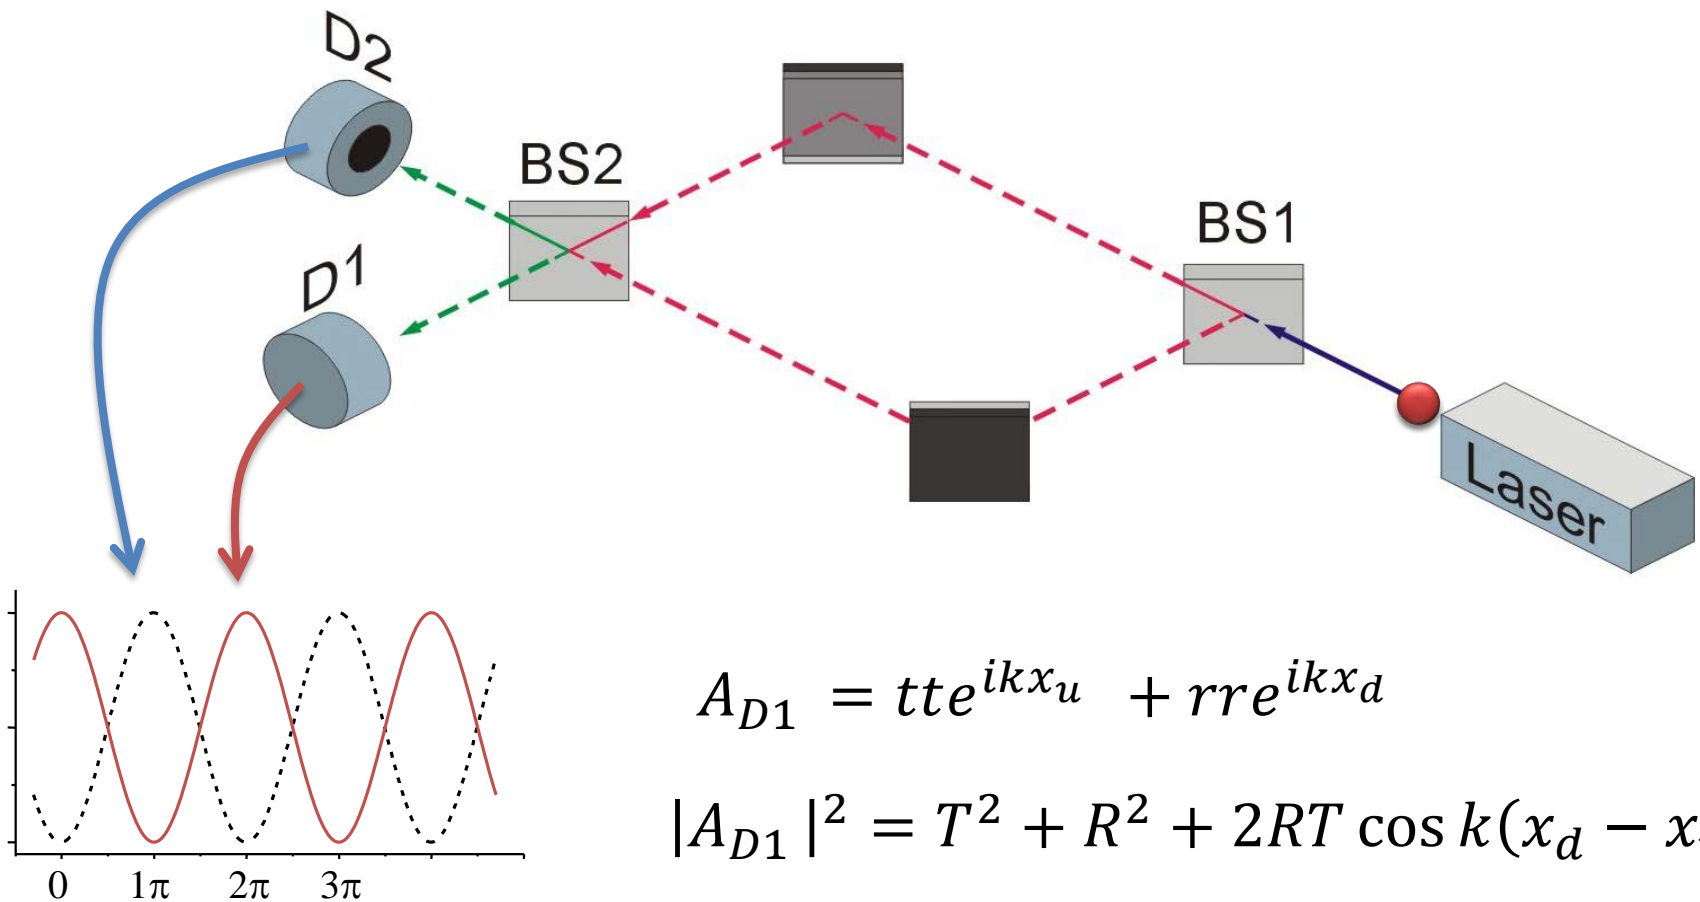 D2
BS2
BS1
D1
Laser
A_{D1} = tte^{ikx_u} + rre^{ikx_d}
|A_{D1}|^2 = T^2 + R^2 + 2RT cos k(x_d − x
0 1π 2π 3π